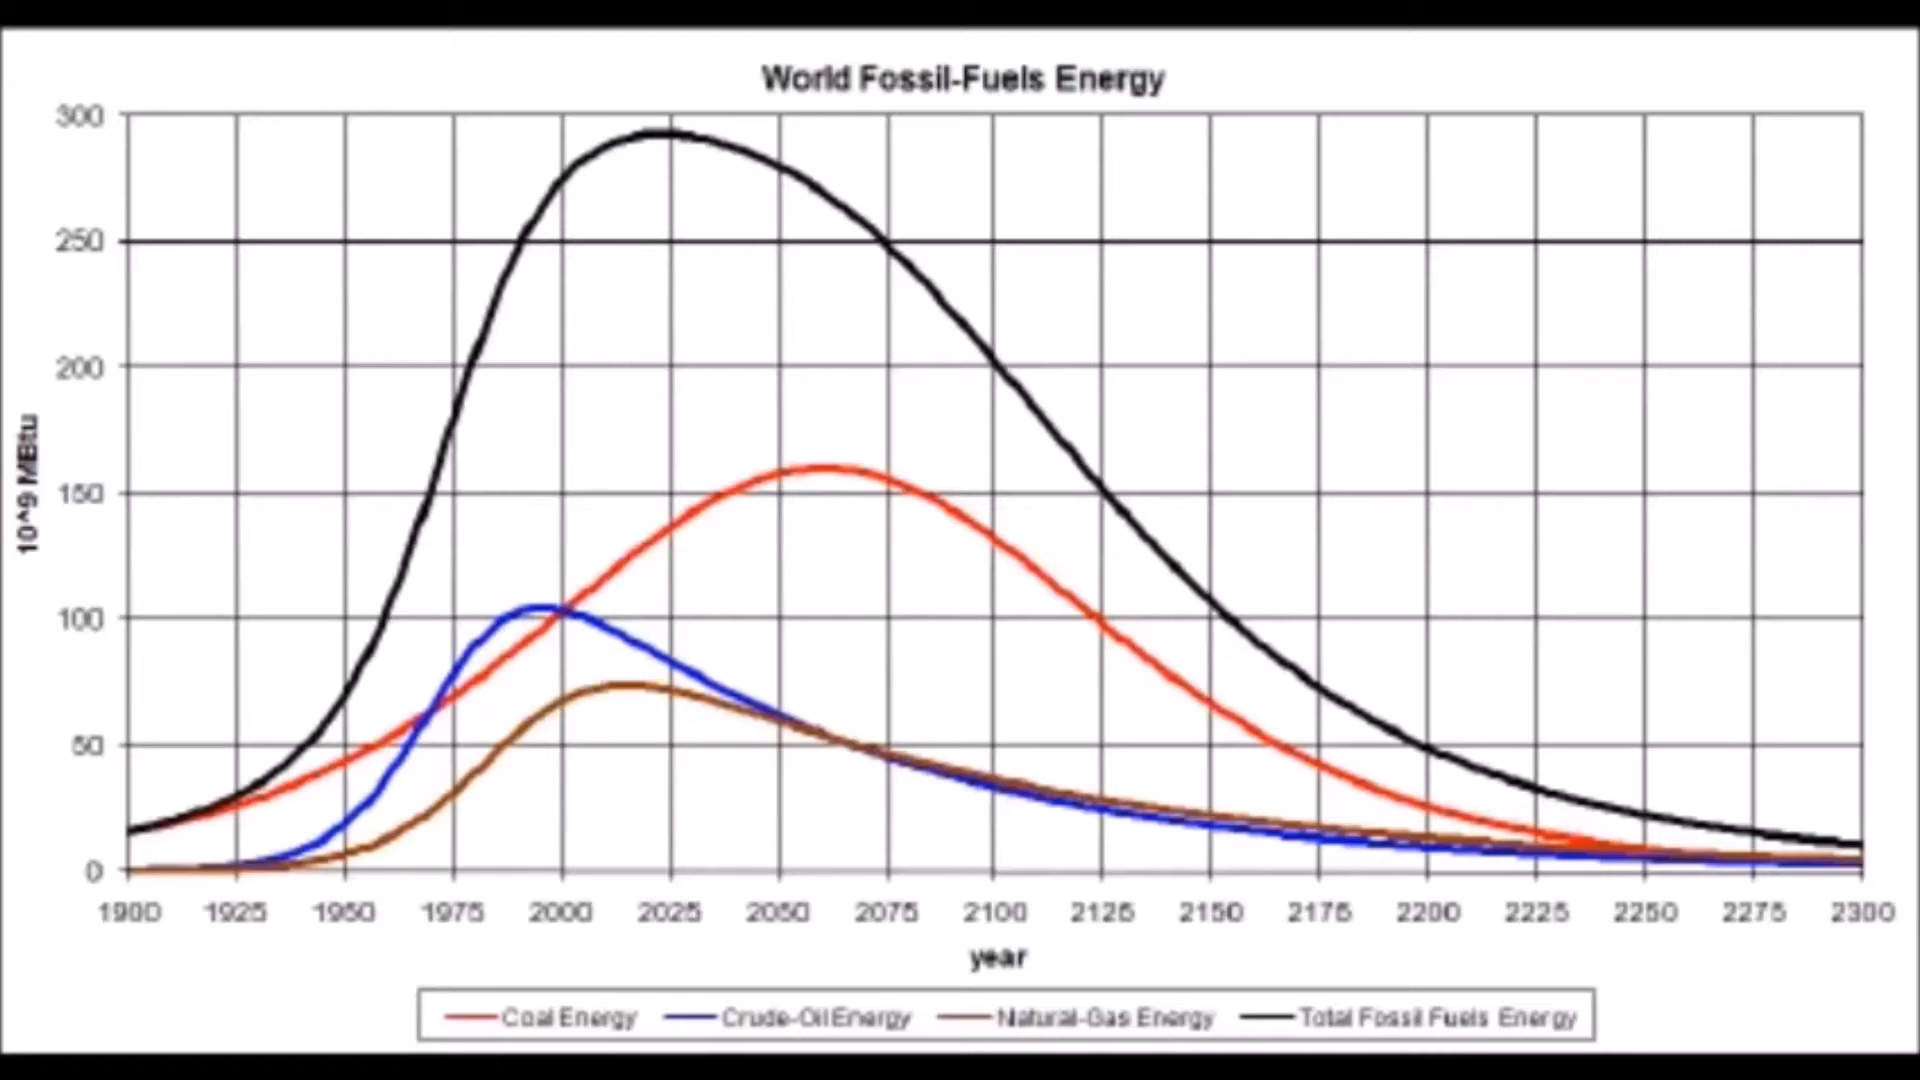 World Fossil-Fuels Energy
300
250
200
150
100
50
0
10^9 MBtu
1900 1925 1950 1975 2000 2025 2050 2075 2100 2125 2150 2175 2200 2225 2250 2275 2300
year
Coal Energy Crude-Oil Energy Natural-Gas Energy Total Fossil Fuels Energy